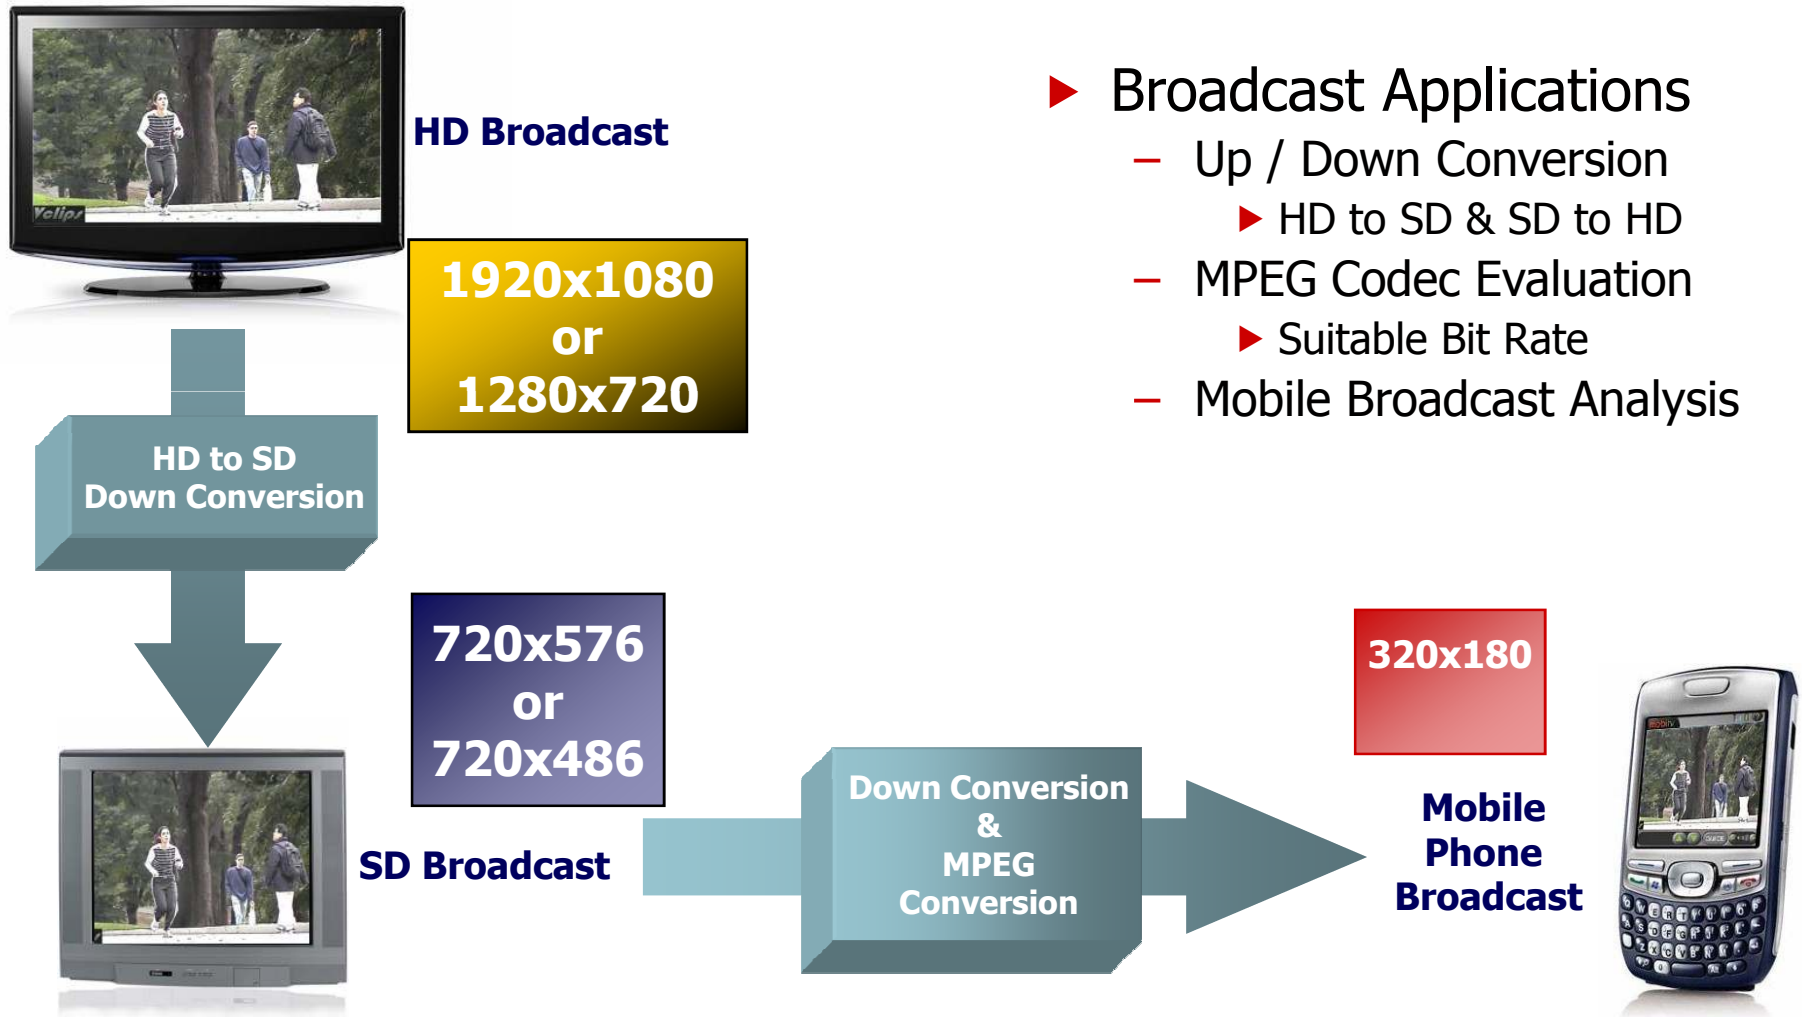 HD Broadcast
Vclips
1920x1080
or
1280x720
HD to SD
Down Conversion
Broadcast Applications
Up / Down Conversion
HD to SD & SD to HD
MPEG Codec Evaluation
Suitable Bit Rate
Mobile Broadcast Analysis
720x576
or
720x486
SD Broadcast
Down Conversion
&
MPEG
Conversion
320x180
Mobile
Phone
Broadcast